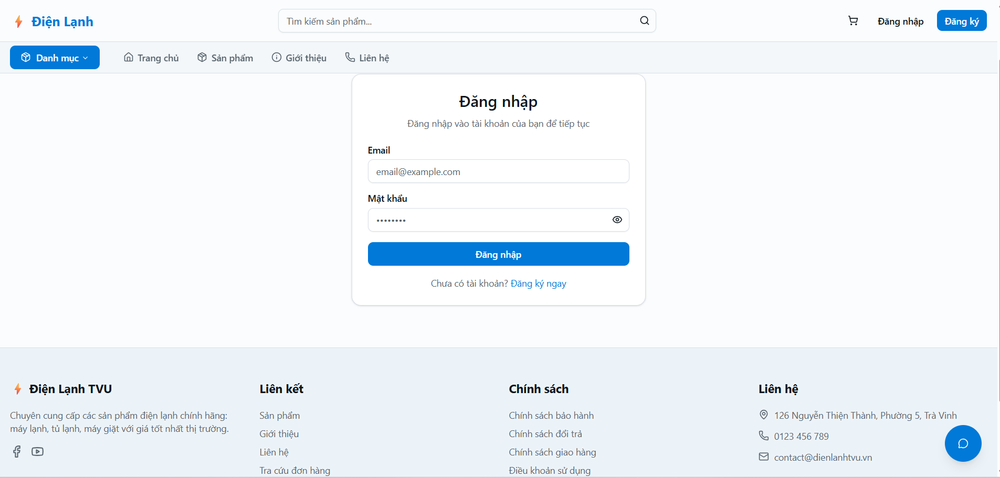 Điện Lạnh
Tìm kiếm sản phẩm...
Đăng nhập
Đăng ký
Danh mục
Trang chủ
Sản phẩm
Giới thiệu
Liên hệ
Đăng nhập
Đăng nhập vào tài khoản của bạn để tiếp tục
Email
email@example.com
Mật khẩu
••••••••
Đăng nhập
Chưa có tài khoản? Đăng ký ngay
Điện Lạnh TVU
Chuyên cung cấp các sản phẩm điện lạnh chính hãng:
máy lạnh, tủ lạnh, máy giặt với giá tốt nhất thị trường.
Liên kết
Sản phẩm
Giới thiệu
Liên hệ
Tra cứu đơn hàng
Chính sách
Chính sách bảo hành
Chính sách đổi trả
Chính sách giao hàng
Điều khoản sử dụng
Liên hệ
126 Nguyễn Thiện Thành, Phường 5, Trà Vinh
0123 456 789
contact@dienlanhtvu.vn